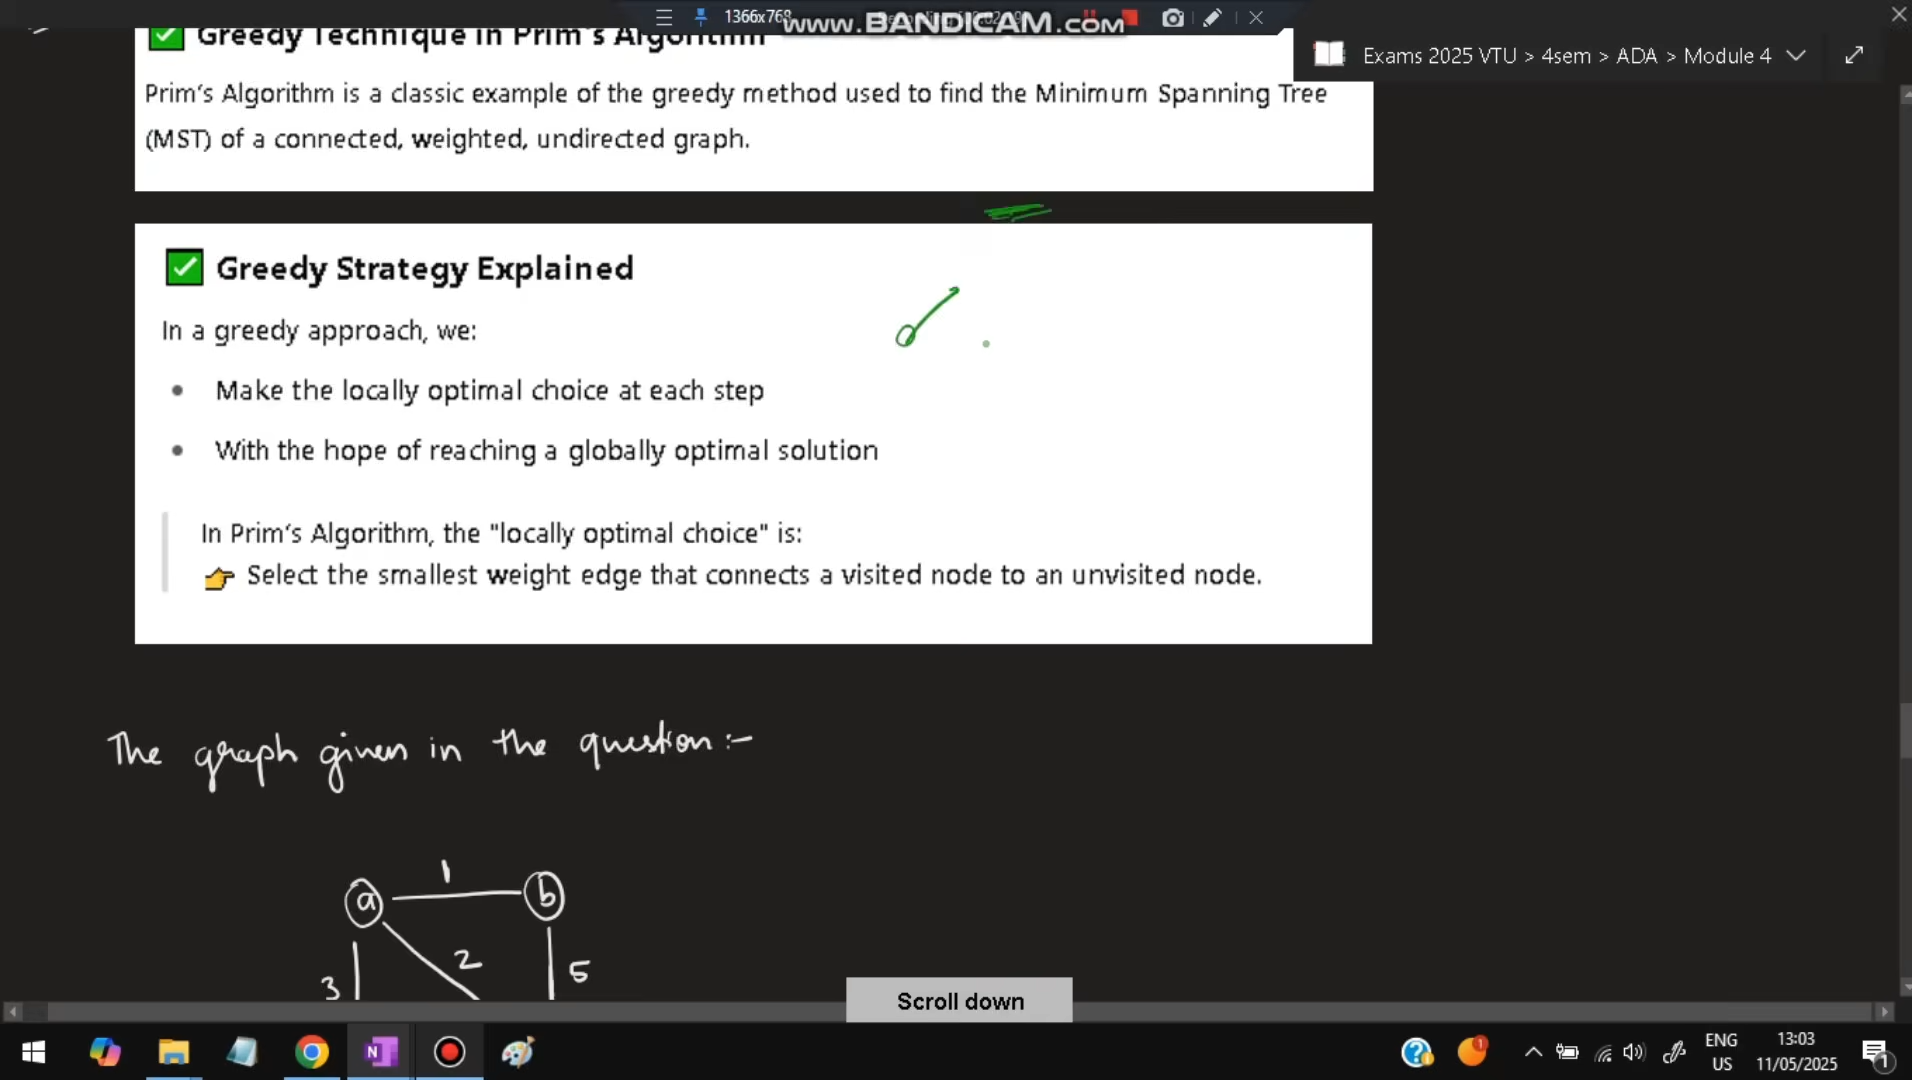 1366x768
www.BANDICAM.com
Greedy Technique in Prim's Algorithm
Exams 2025 VTU > 4sem > ADA > Module 4
Prim's Algorithm is a classic example of the greedy method used to find the Minimum Spanning Tree
(MST) of a connected, weighted, undirected graph.
Greedy Strategy Explained
In a greedy approach, we:
• Make the locally optimal choice at each step
• With the hope of reaching a globally optimal solution
In Prim's Algorithm, the "locally optimal choice" is:
👉 Select the smallest weight edge that connects a visited node to an unvisited node.
The graph given in the question :-
1
a b
2
3 5
Scroll down
N
1
ENG
US
13:03
11/05/2025
1